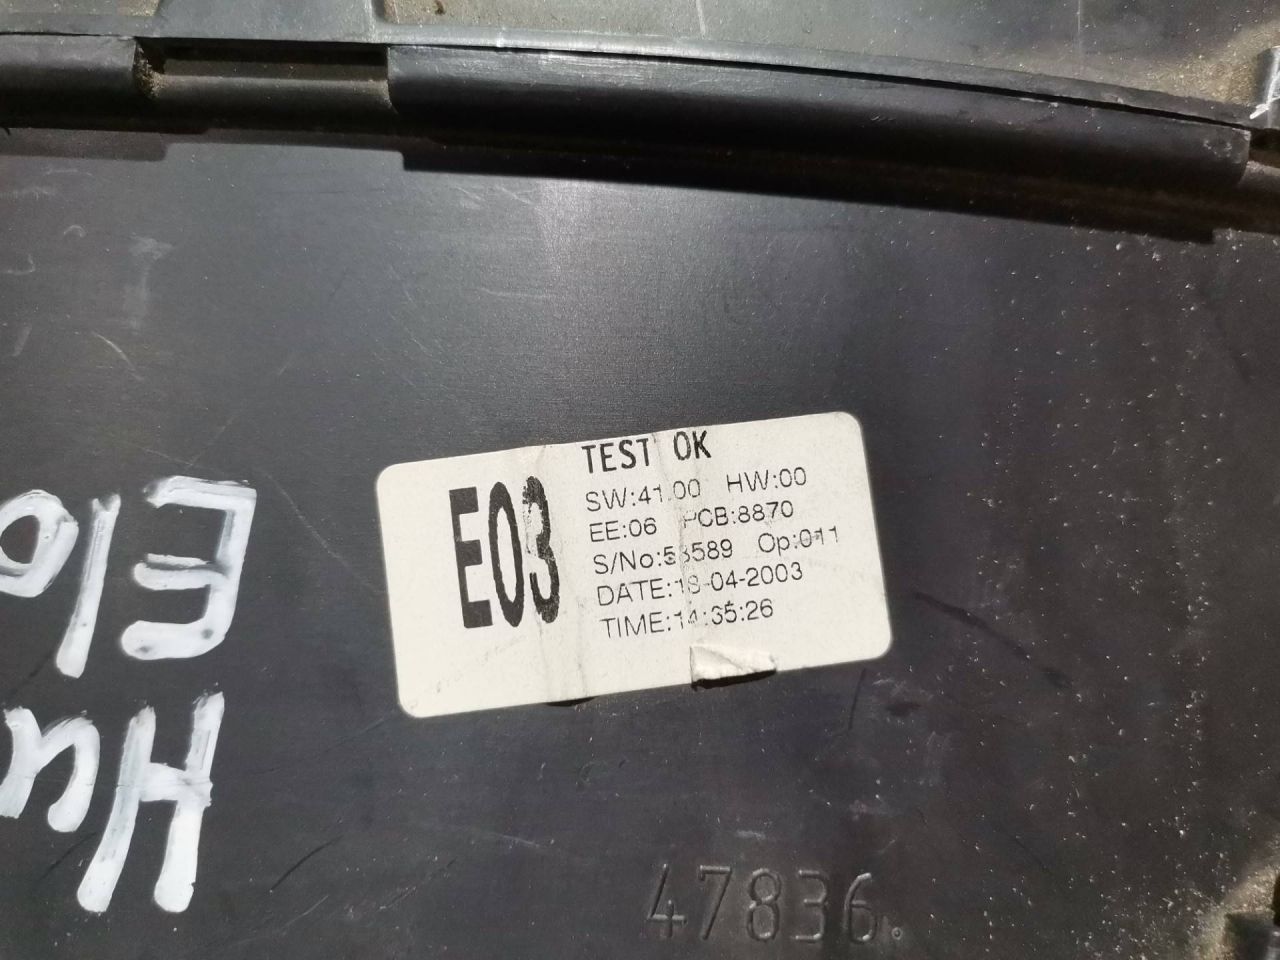 TEST OK
E03
SW:41.00 HW:00
EE:06 PCB:8870
S/No:53589 Op:011
DATE:18-04-2003
TIME:14:35:26
47836.